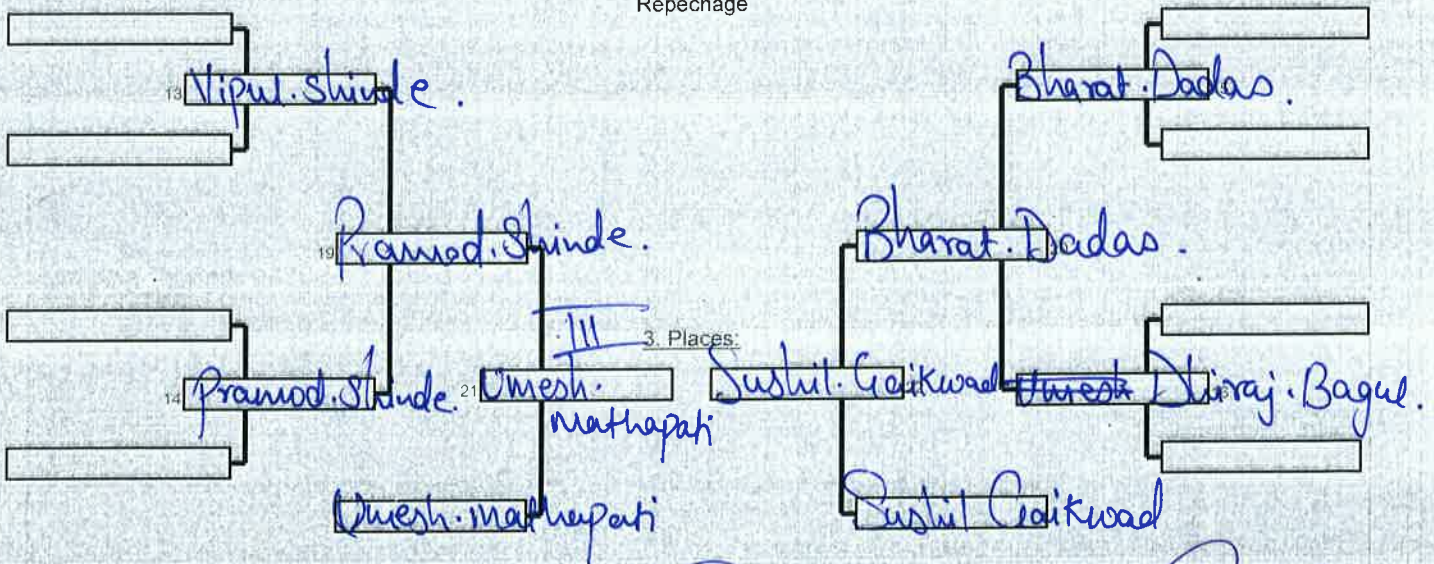 Repechage
13 Vipul. Shinde.
Bharat. Dadas.
19 Pramod. Shinde.
Bharat. Dadas.
III
3. Places:
14 Pramod. Shinde.
21 Umesh. mathapati
Sushil. Gaikwad
Umesh Dhiraj. Bagul.
Umesh. mathapati
Sushil Gaikwad